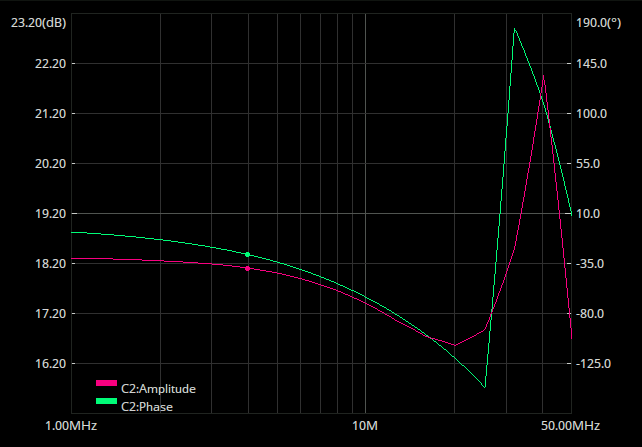 23.20(dB) 190.0(°)
22.20 145.0
21.20 100.0
20.20 55.0
19.20 10.0
18.20 -35.0
17.20 -80.0
16.20 -125.0
C2:Amplitude
C2:Phase
1.00MHz 10M 50.00MHz